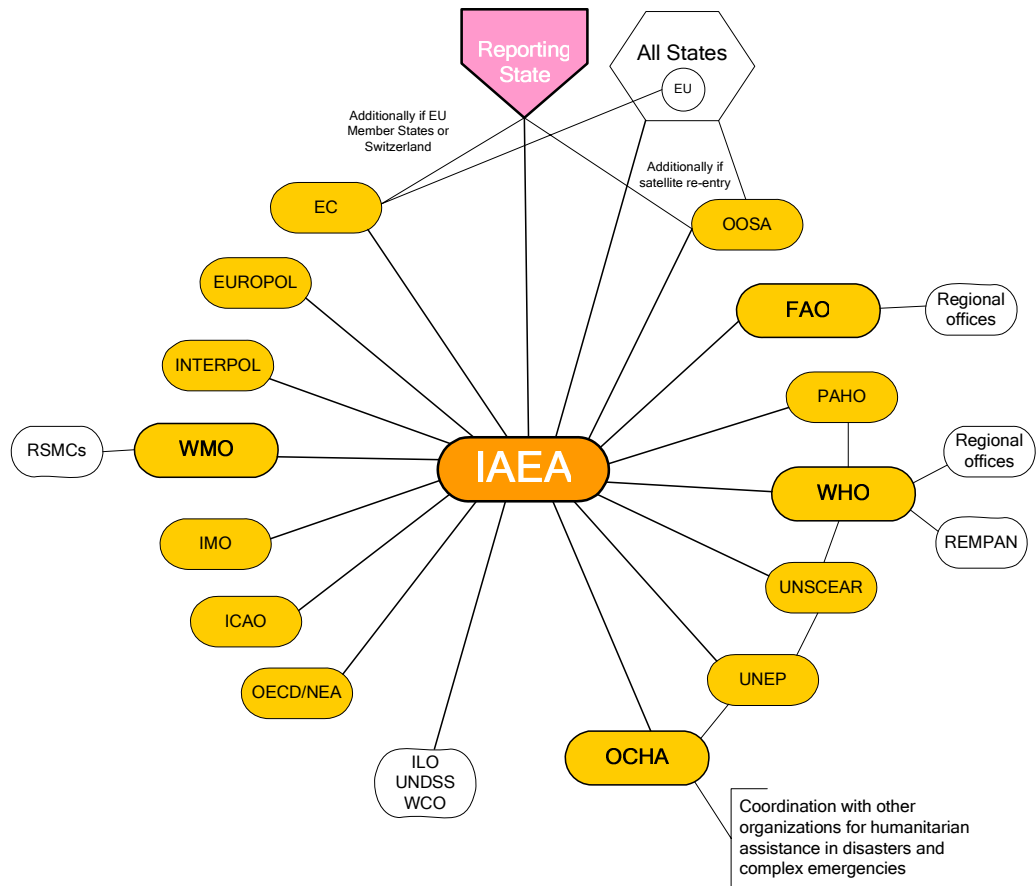 Reporting
State
All States
EU
Additionally if EU
Member States or
Switzerland
Additionally if
satellite re-entry
EC
OOSA
EUROPOL
FAO
Regional
offices
INTERPOL
PAHO
RSMCs
WMO
IAEA
Regional
offices
WHO
REMPAN
IMO
UNSCEAR
ICAO
UNEP
OECD/NEA
OCHA
ILO
UNDSS
WCO
Coordination with other
organizations for humanitarian
assistance in disasters and
complex emergencies